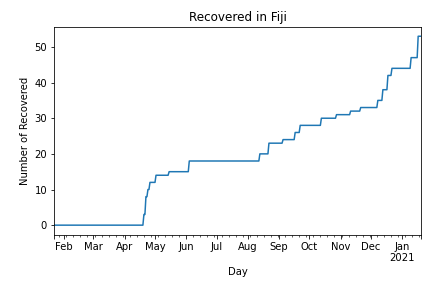 Recovered in Fiji
Number of Recovered
50
40
30
20
10
0
Feb Mar Apr May Jun Jul Aug Sep Oct Nov Dec Jan
2021
Day